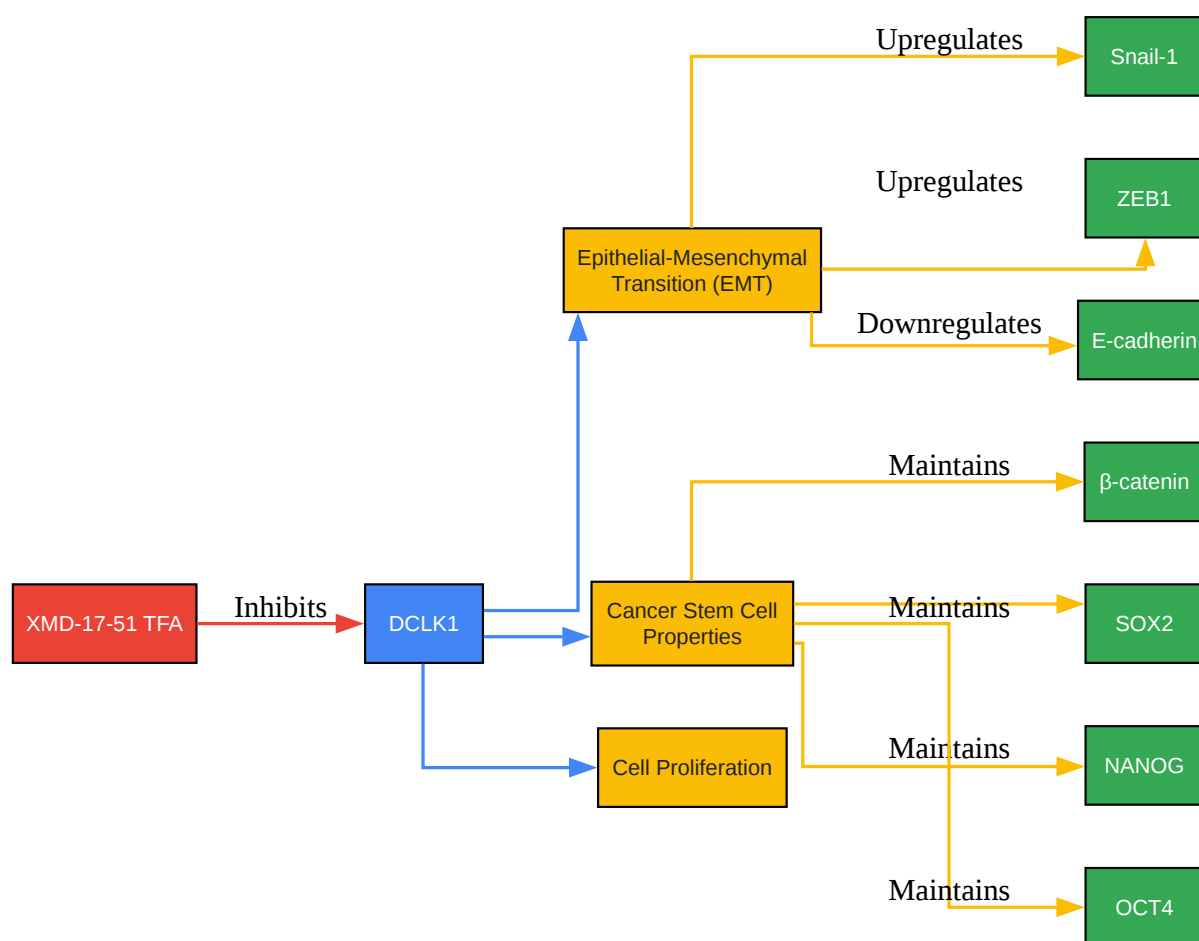 Upregulates
Snail-1
Upregulates
ZEB1
Epithelial-Mesenchymal
Transition (EMT)
Downregulates
E-cadherin
Maintains
β-catenin
XMD-17-51 TFA
Inhibits
DCLK1
Cancer Stem Cell
Properties
Maintains
SOX2
Cell Proliferation
Maintains
NANOG
Maintains
OCT4